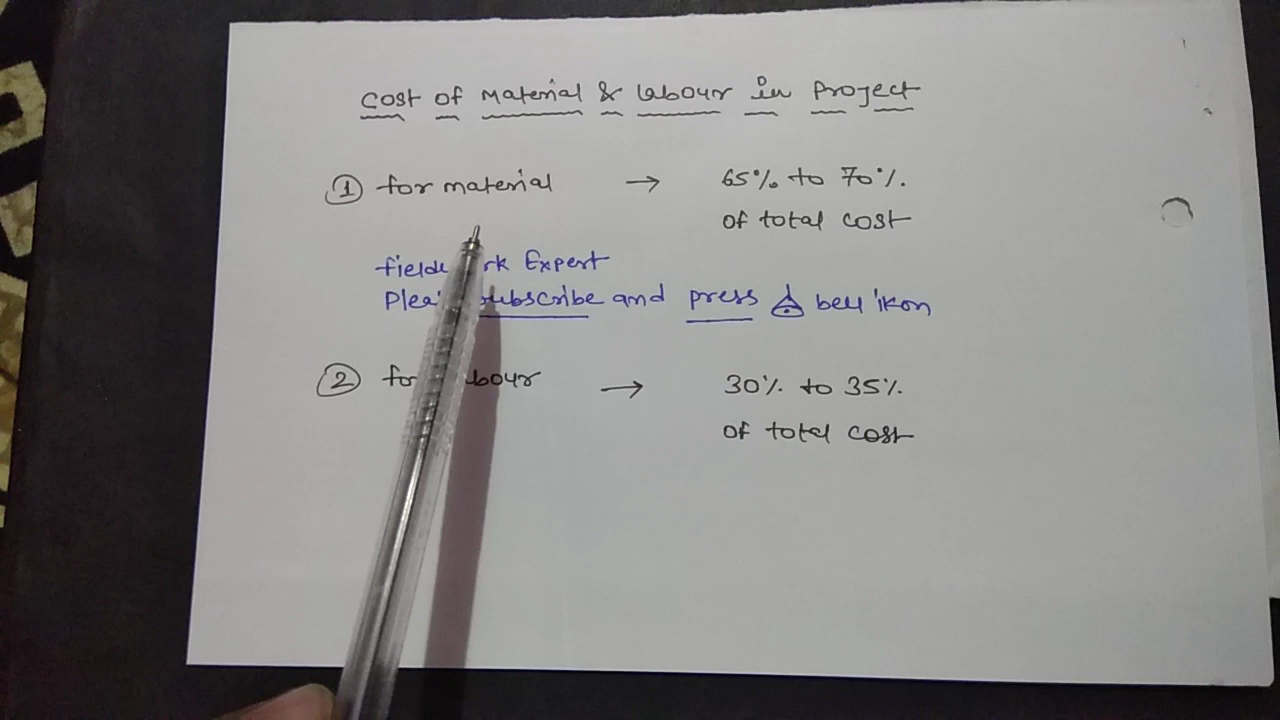 Cost of Material & Labour in Project
① for material → 65% to 70%.
of total cost
Expert
subscribe and press bell ikon
② → 30% to 35%.
of total cost